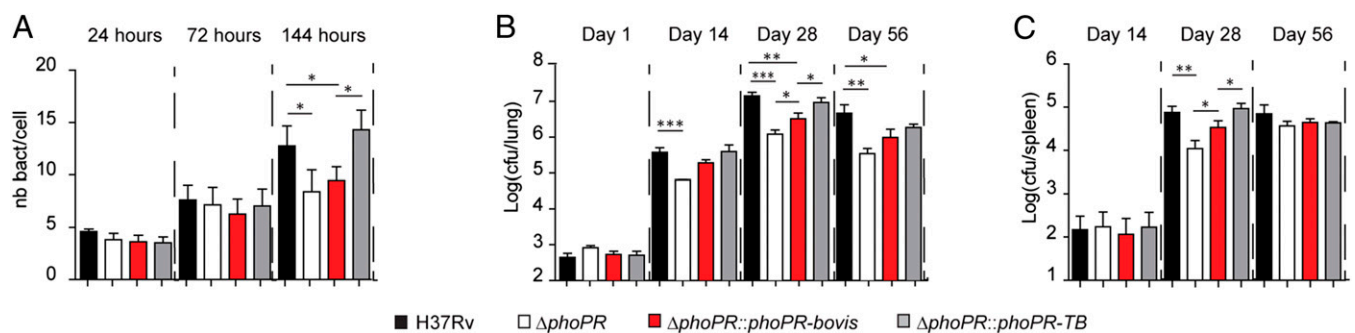 A
24 hours 72 hours 144 hours
nb bact/cell
20
15
10
5
0
* * *
B
Day 1 Day 14 Day 28 Day 56
Log(cfu/lung)
8
7
6
5
4
3
2
*** ** *** * * * **
C
Day 14 Day 28 Day 56
Log(cfu/spleen)
7
6
5
4
3
2
1
** * *
H37Rv ΔphoPR ΔphoPR::phoPR-bovis ΔphoPR::phoPR-TB